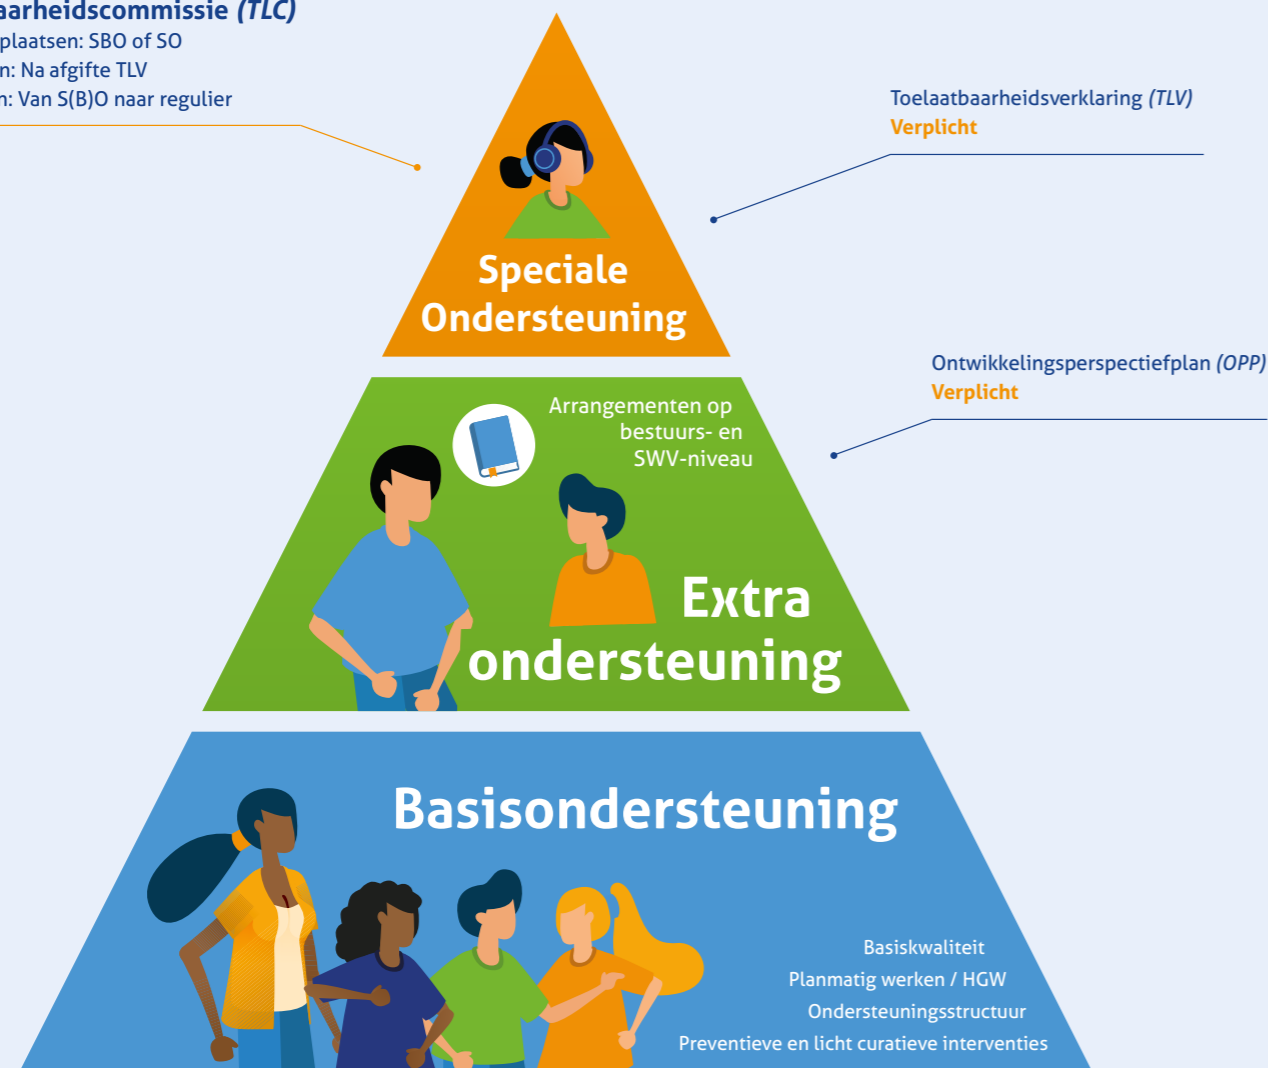 aarheidscommissie (TLC)
plaatsen: SBO of SO
n: Na afgifte TLV
n: Van S(B)O naar regulier
Toelaatbaarheidsverklaring (TLV)
Verplicht
Speciale
Ondersteuning
Ontwikkelingsperspectiefplan (OPP)
Verplicht
Arrangementen op
bestuurs- en
SWV-niveau
Extra
ondersteuning
Basisondersteuning
Basiskwaliteit
Planmatig werken / HGW
Ondersteuningsstructuur
Preventieve en licht curatieve interventies